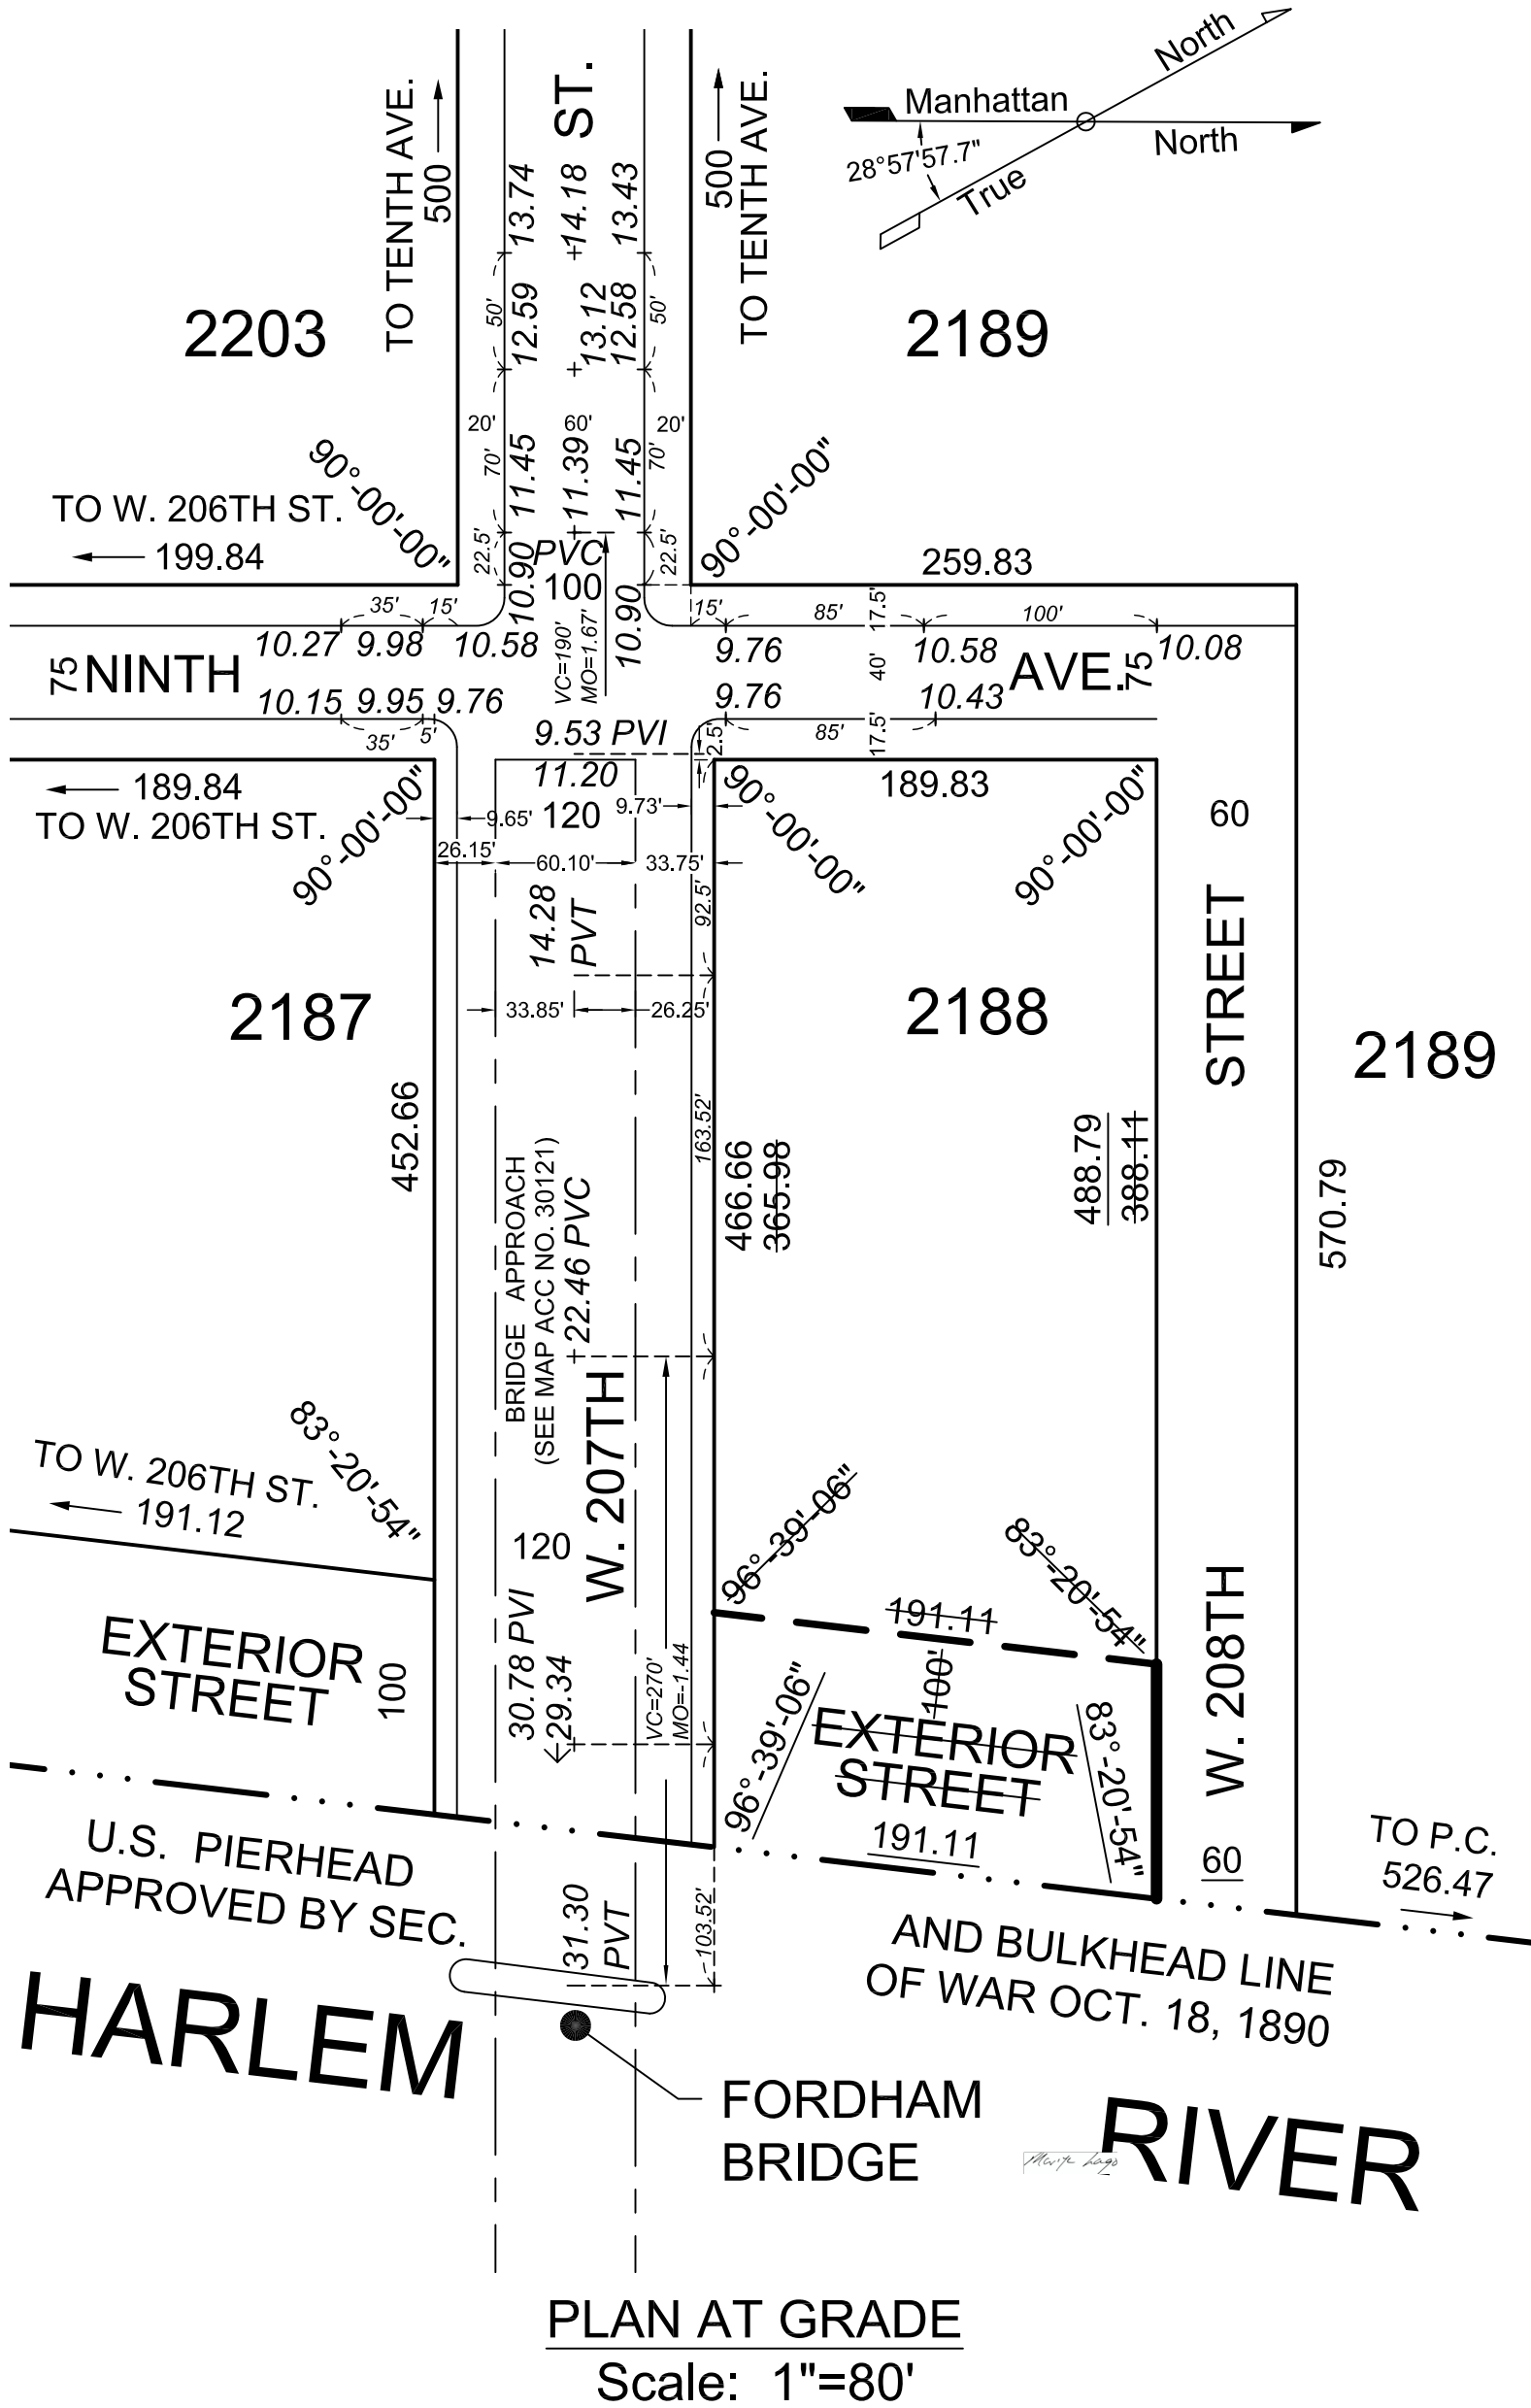 North
Manhattan
North
28°57'57.7"
True
TO TENTH AVE.
500
ST.
500
TO TENTH AVE.
13.74
14.18
13.43
50'
12.59
13.12
12.58
50'
2203
2189
20'
60'
20'
70'
11.45
11.39
11.45
70'
90°-00'-00"
90°-00'-00"
TO W. 206TH ST.
199.84
259.83
22.5'
10.90
PVC
100
22.5'
10.90
VC=190'
MO=1.67'
35'
15'
15'
85'
17.5'
100'
10.27
9.98
10.58
9.76
10.58
10.08
75
NINTH
40'
AVE.
75
10.15
9.95
9.76
9.76
10.43
35'
5'
9.53 PVI
2.5'
85'
17.5'
189.84
TO W. 206TH ST.
11.20
189.83
9.65'
120
9.73'
90°-00'-00"
90°-00'-00"
90°-00'-00"
60
26.15'
60.10'
33.75'
14.28
PVT
92.5'
STREET
2187
33.85'
26.25'
2188
2189
452.66
163.52'
466.66
365.98
488.79
388.11
570.79
BRIDGE APPROACH
(SEE MAP ACC NO. 30121)
22.46 PVC
W. 207TH
83°-20'-54"
TO W. 206TH ST.
191.12
96°-39'-06"
83°-20'-54"
120
191.11
100'
W. 208TH
EXTERIOR
STREET
100
30.78 PVI
29.34
VC=270'
MO=-1.44
96°-39'-06"
EXTERIOR
STREET
83°-20'-54"
191.11
60
TO P.C.
526.47
U.S. PIERHEAD
APPROVED BY SEC.
31.30
PVT
103.52'
AND BULKHEAD LINE
OF WAR OCT. 18, 1890
HARLEM
FORDHAM
BRIDGE
RIVER
PLAN AT GRADE
Scale: 1"=80'